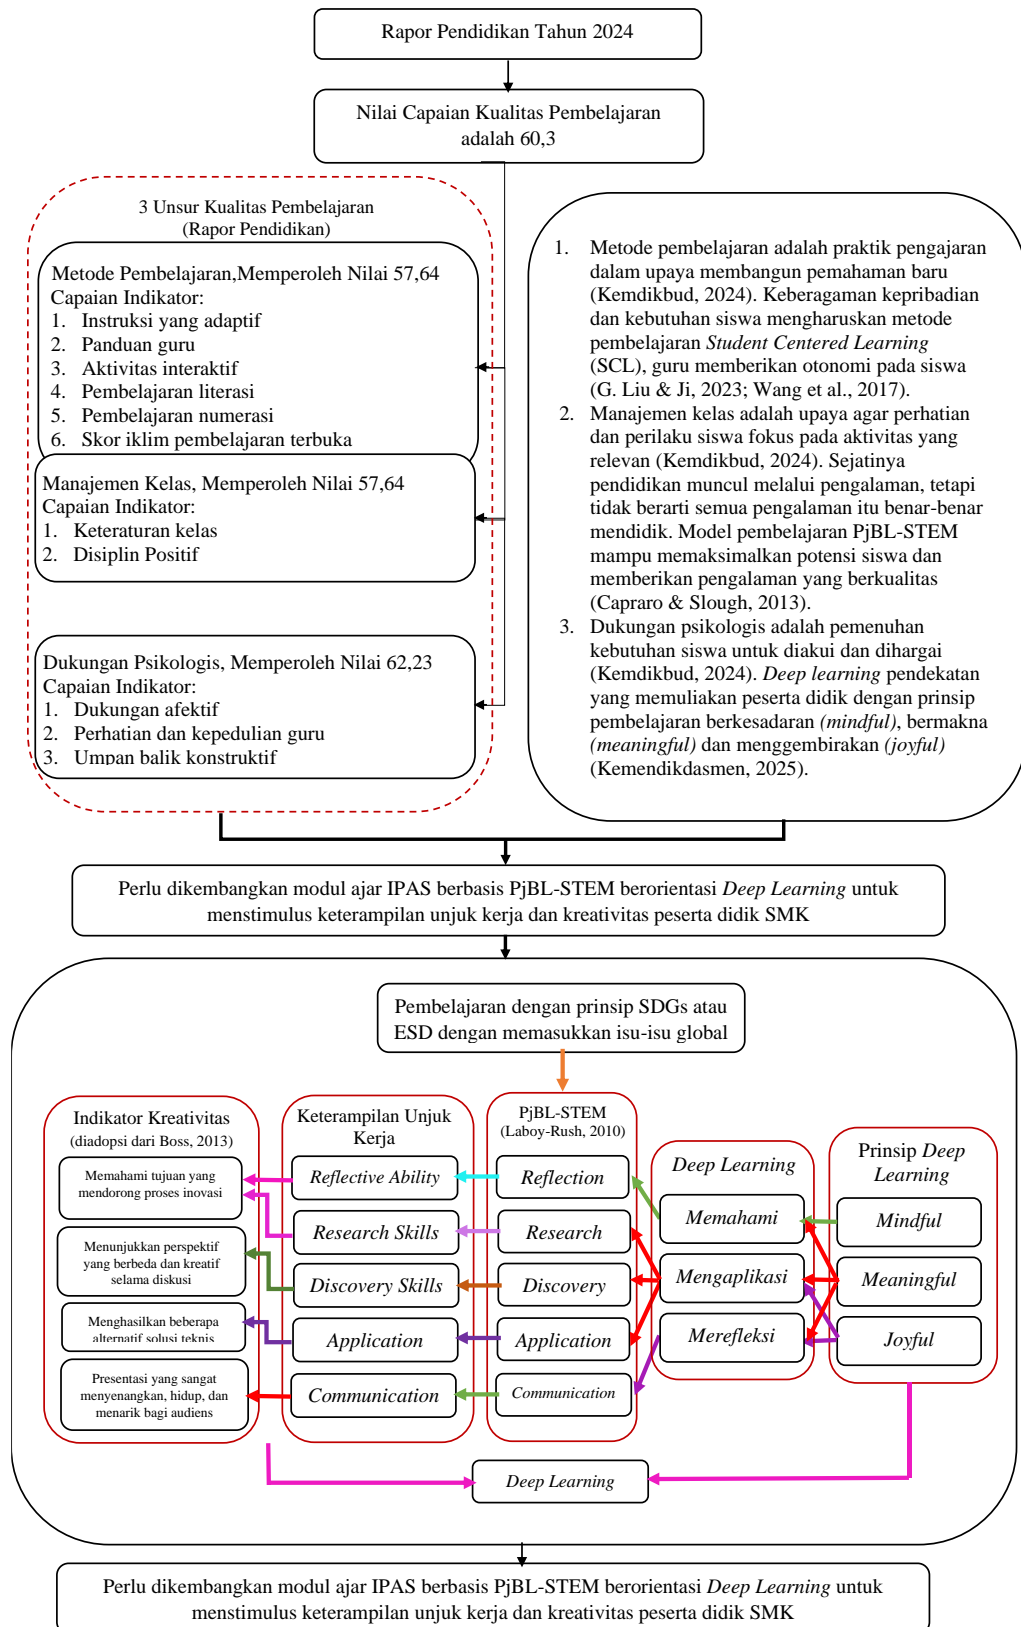 Rapor Pendidikan Tahun 2024
Nilai Capaian Kualitas Pembelajaran
adalah 60,3
3 Unsur Kualitas Pembelajaran
(Rapor Pendidikan)
Metode Pembelajaran,Memperoleh Nilai 57,64
Capaian Indikator:
1. Instruksi yang adaptif
2. Panduan guru
3. Aktivitas interaktif
4. Pembelajaran literasi
5. Pembelajaran numerasi
6. Skor iklim pembelajaran terbuka
Manajemen Kelas, Memperoleh Nilai 57,64
Capaian Indikator:
1. Keteraturan kelas
2. Disiplin Positif
Dukungan Psikologis, Memperoleh Nilai 62,23
Capaian Indikator:
1. Dukungan afektif
2. Perhatian dan kepedulian guru
3. Umpan balik konstruktif
1. Metode pembelajaran adalah praktik pengajaran
dalam upaya membangun pemahaman baru
(Kemdikbud, 2024). Keberagaman kepribadian
dan kebutuhan siswa mengharuskan metode
pembelajaran Student Centered Learning
(SCL), guru memberikan otonomi pada siswa
(G. Liu & Ji, 2023; Wang et al., 2017).
2. Manajemen kelas adalah upaya agar perhatian
dan perilaku siswa fokus pada aktivitas yang
relevan (Kemdikbud, 2024). Sejatinya
pendidikan muncul melalui pengalaman, tetapi
tidak berarti semua pengalaman itu benar-benar
mendidik. Model pembelajaran PjBL-STEM
mampu memaksimalkan potensi siswa dan
memberikan pengalaman yang berkualitas
(Capraro & Slough, 2013).
3. Dukungan psikologis adalah pemenuhan
kebutuhan siswa untuk diakui dan dihargai
(Kemdikbud, 2024). Deep learning pendekatan
yang memuliakan peserta didik dengan prinsip
pembelajaran berkesadaran (mindful), bermakna
(meaningful) dan menggembirakan (joyful)
(Kemendikdasmen, 2025).
Perlu dikembangkan modul ajar IPAS berbasis PjBL-STEM berorientasi Deep Learning untuk
menstimulus keterampilan unjuk kerja dan kreativitas peserta didik SMK
Pembelajaran dengan prinsip SDGs atau
ESD dengan memasukkan isu-isu global
Indikator Kreativitas
(diadopsi dari Boss, 2013)
Memahami tujuan yang
mendorong proses inovasi
Menunjukkan perspektif
yang berbeda dan kreatif
selama diskusi
Menghasilkan beberapa
alternatif solusi teknis
Presentasi yang sangat
menyenangkan, hidup, dan
menarik bagi audiens
Keterampilan Unjuk
Kerja
Reflective Ability
Research Skills
Discovery Skills
Application
Communication
PjBL-STEM
(Laboy-Rush, 2010)
Reflection
Research
Discovery
Application
Communication
Deep Learning
Memahami
Mengaplikasi
Merefleksi
Prinsip Deep
Learning
Mindful
Meaningful
Joyful
Deep Learning
Perlu dikembangkan modul ajar IPAS berbasis PjBL-STEM berorientasi Deep Learning untuk
menstimulus keterampilan unjuk kerja dan kreativitas peserta didik SMK